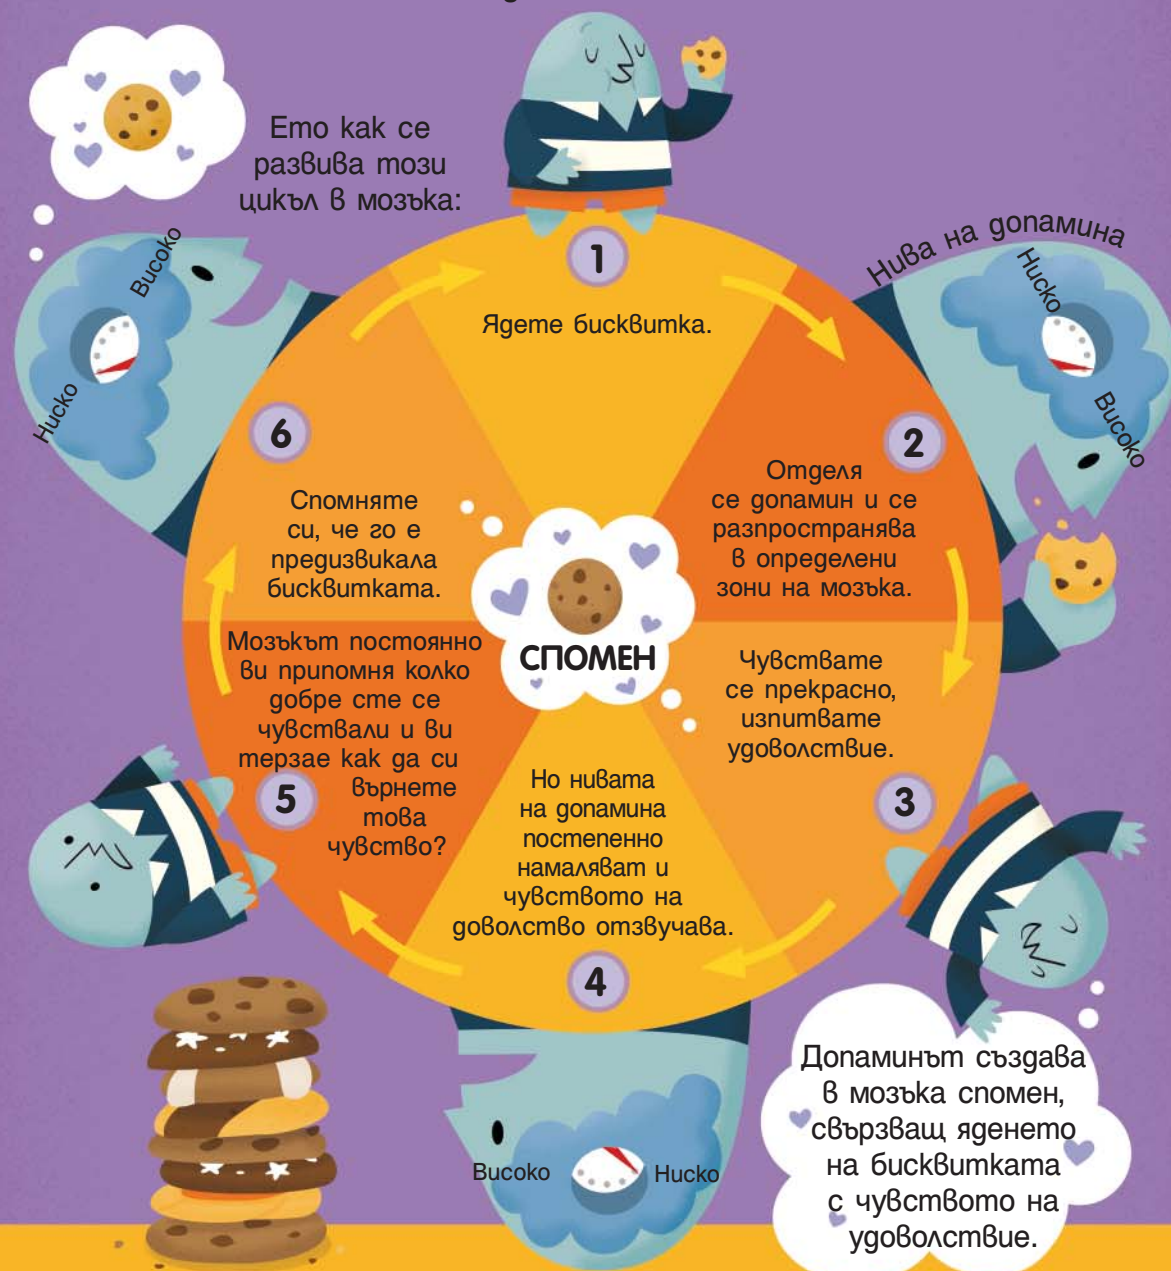 Ето как се
развива този
цикъл в мозъка:
Нива на допамина
1
Ядете бисквитка.
Ниско
Високо
2
Отделя
се допамин и се
разпространява
в определени
зони на мозъка.
3
Чувствате
се прекрасно,
изпитвате
удоволствие.
Допаминът създава
в мозъка спомен,
свързващ яденето
на бисквитката
с чувството на
удоволствие.
4
Но нивата
на допамина
постепенно
намаляват и
чувството на
доволство отзвучава.
Високо
Ниско
5
Мозъкът постоянно
ви припомня колко
добре сте се
чувствали и ви
терзае как да си
върнете
това
чувство?
6
Спомняте
си, че го е
предизвикала
бисквитката.
Високо
Ниско
СПОМЕН